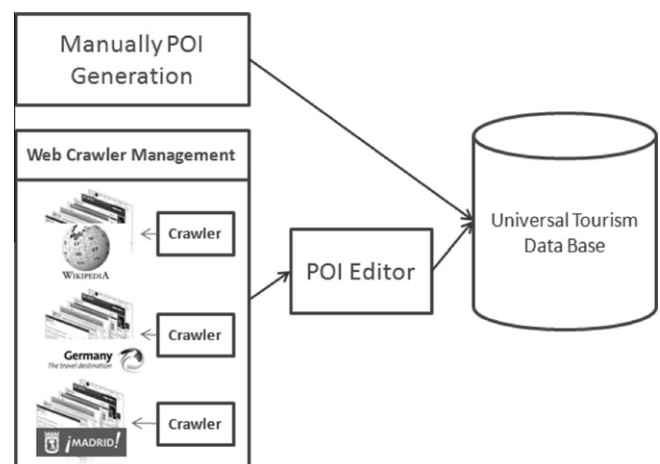 Manually POI
Generation
Web Crawler Management
Crawler
WIKIPEDIA
POI Editor
Universal Tourism
Data Base
Crawler
Germany
The travel destination
Crawler
¡MADRID!